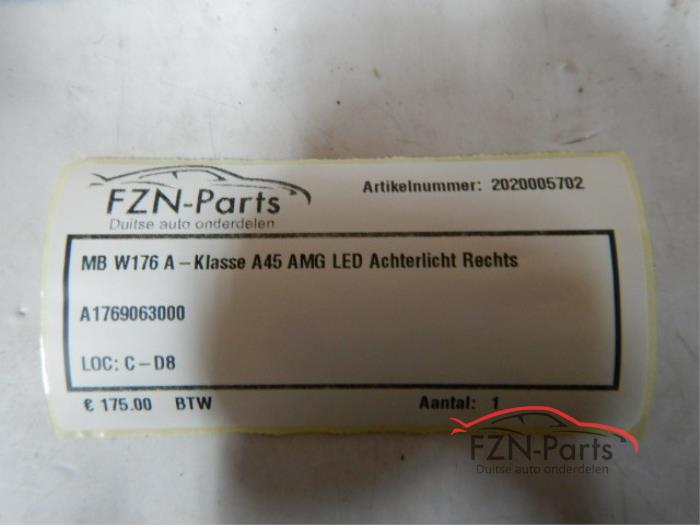 FZN-Parts
Duitse auto onderdelen
Artikelnummer: 2020005702
MB W176 A-Klasse A45 AMG LED Achterlicht Rechts
A1769063000
LOC: C-D8
€ 175.00 BTW
Aantal: 1
FZN-Parts
Duitse auto onderdelen